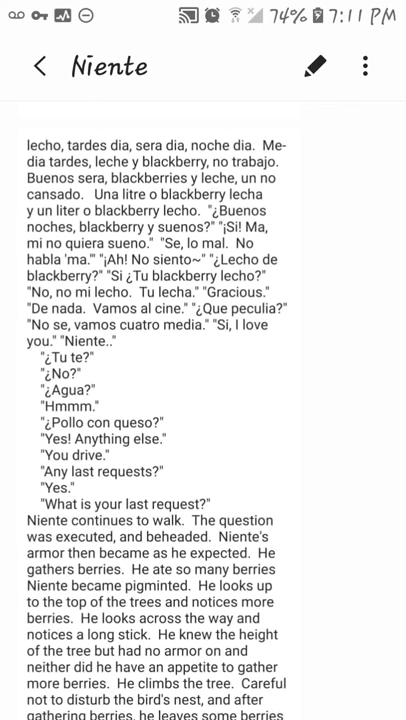 74% 7:11 PM
Niente
lecho, tardes dia, sera dia, noche dia.  Me-
dia tardes, leche y blackberry, no trabajo.
Buenos sera, blackberries y leche, un no
cansado.   Una litre o blackberry lecha
y un liter o blackberry lecho.  "¿Buenos
noches, blackberry y suenos?" "¡Si! Ma,
mi no quiera sueno."  "Se, lo mal.  No
habla 'ma.'" "¡Ah! No siento~" "¿Lecho de
blackberry?" "Si ¿Tu blackberry lecho?"
"No, no mi lecho.  Tu lecha." "Gracious."
"De nada.  Vamos al cine." "¿Que peculia?"
"No se, vamos cuatro media." "Si, I love
you." "Niente.."
"¿Tu te?"
"¿No?"
"¿Agua?"
"Hmmm."
"¿Pollo con queso?"
"Yes! Anything else."
"You drive."
"Any last requests?"
"Yes."
"What is your last request?"
Niente continues to walk.  The question
was executed, and beheaded.  Niente's
armor then became as he expected.  He
gathers berries.  He ate so many berries
Niente became pigminted.  He looks up
to the top of the trees and notices more
berries.  He looks across the way and
notices a long stick.  He knew the height
of the tree but had no armor on and
neither did he have an appetite to gather
more berries.  He climbs the tree.  Careful
not to disturb the bird's nest, and after
gathering berries, he leaves some berries